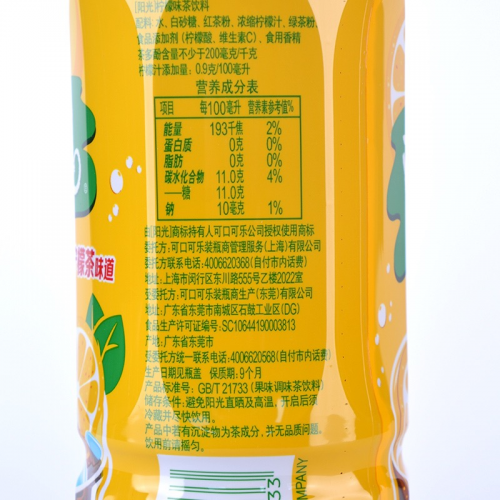 [阳光]柠檬味茶饮料
配料:水、白砂糖、红茶粉、浓缩柠檬汁、绿茶粉、
食品添加剂(柠檬酸、维生素C)、食用香精
茶多酚含量不少于200毫克/千克
柠檬汁添加量: 0.9克/100毫升
营养成分表
项目 每100毫升 营养素参考值%
能量 193千焦 2%
蛋白质 0克 0%
脂肪 0克 0%
碳水化合物 11.0克 4%
——糖 11.0克
钠 10毫克 1%
[阳光]商标持有人可口可乐公司授权使用商标
委托方:可口可乐装瓶商管理服务(上海)有限公司
委托方联系电话:4006620368(自付市内话费)
地址:上海市闵行区东川路555号乙楼2022室
受委托方:可口可乐装瓶商生产(东莞)有限公司
地址:广东省东莞市南城区石鼓工业区(DG)
食品生产许可证编号:SC10644190003813
产地:广东省东莞市
受委托方统一联系电话:4006620568(自付市内话费)
生产日期见瓶盖 保质期:9个月
产品标准号:GB/T 21733 (果味调味茶饮料)
储存条件:避免阳光直晒及高温,开启后须
冷藏并尽快饮用。
产品中若有沉淀物为茶成分,并无品质问题。
饮用前请摇匀。
檬茶味道
33
MPANY